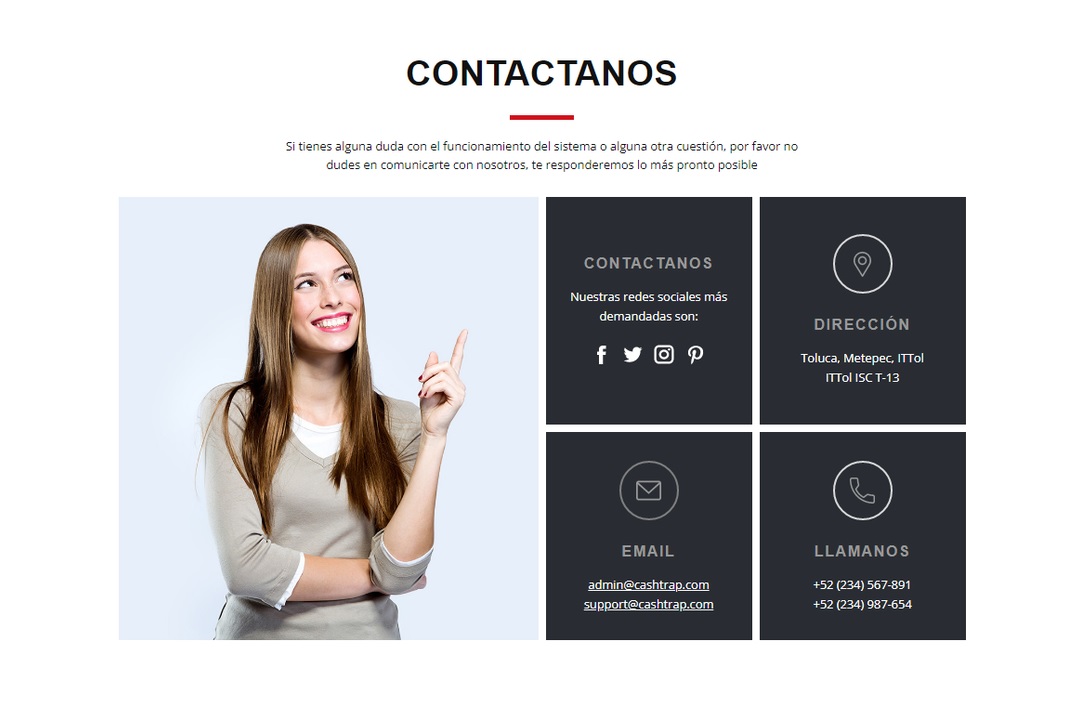 CONTACTANOS
Si tienes alguna duda con el funcionamiento del sistema o alguna otra cuestión, por favor no
dudes en comunicarte con nosotros, te responderemos lo más pronto posible
CONTACTANOS
Nuestras redes sociales más
demandadas son:
DIRECCIÓN
Toluca, Metepec, ITTol
ITTol ISC T-13
EMAIL
admin@cashtrap.com
support@cashtrap.com
LLAMANOS
+52 (234) 567-891
+52 (234) 987-654